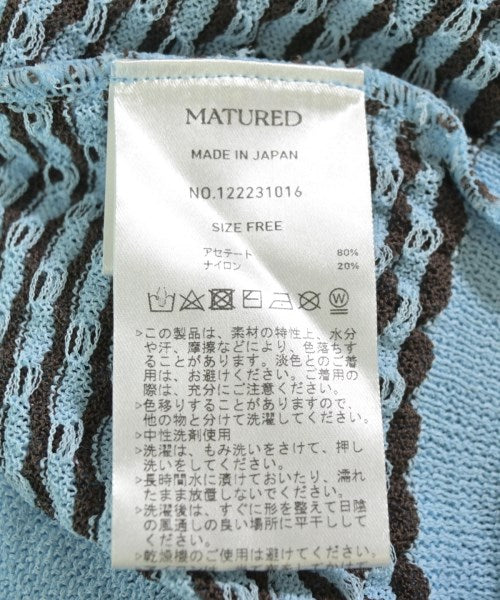 MATURED
MADE IN JAPAN
NO.122231016
SIZE FREE
アセテート 80%
ナイロン 20%
>この製品は、素材の特性上、水分
や汗、摩擦などにより、色落ちす
ることがあります。淡色とのご着
用は、お避けください。ご着用の
際は、充分にご注意ください。
>色移りすることがありますので、
他の物と分けて洗濯してください。
>中性洗剤使用
>洗濯は、もみ洗いをさけて、押し
洗いをしてください。
>長時間水に漬けておいたり、濡れ
たまま放置しないでください。
>洗濯後は、すぐに形を整えて日陰
の風通しの良い場所に平干ししてく
ださい。
>乾燥機のご使用は避けてください。